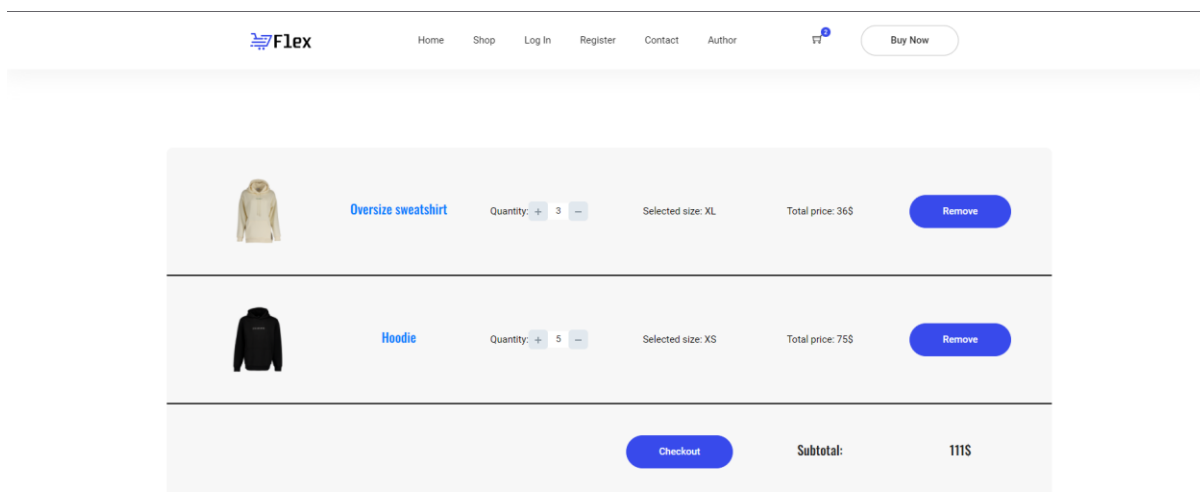 Flex Home Shop Log In Register Contact Author 2 Buy Now
Oversize sweatshirt Quantity: + 3 − Selected size: XL Total price: 36$ Remove
Hoodie Quantity: + 5 − Selected size: XS Total price: 75$ Remove
Checkout Subtotal: 111$